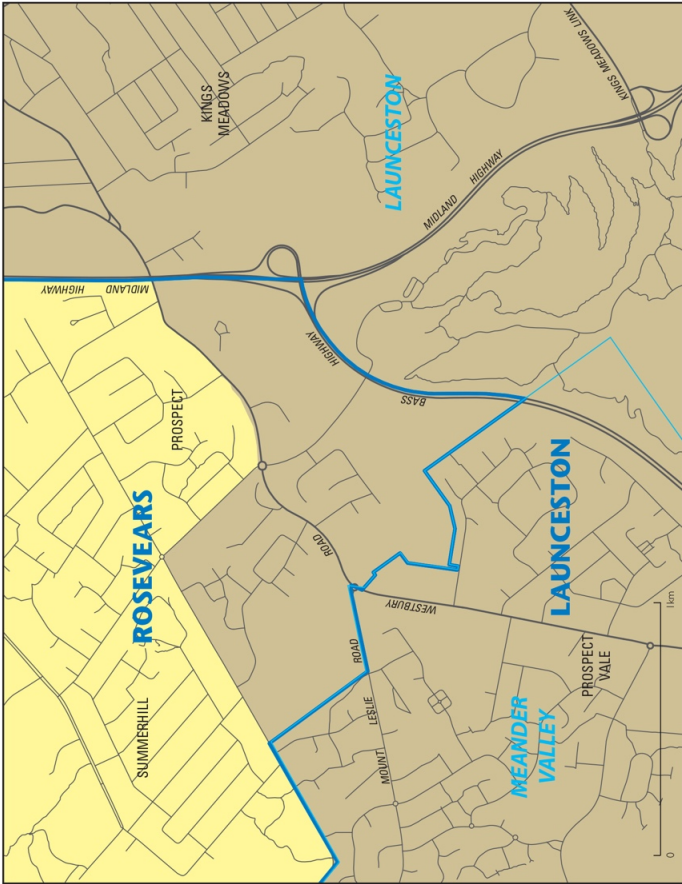 KINGS
MEADOWS
LAUNCESTON
KINGS MEADOWS LINK
MIDLAND HIGHWAY
MIDLAND HIGHWAY
HIGHWAY
BASS
PROSPECT
ROSEVEARS
SUMMERHILL
ROAD
WESTBURY
ROAD
LESLIE
MOUNT
LAUNCESTON
PROSPECT
VALE
MEANDER
VALLEY
0
1km